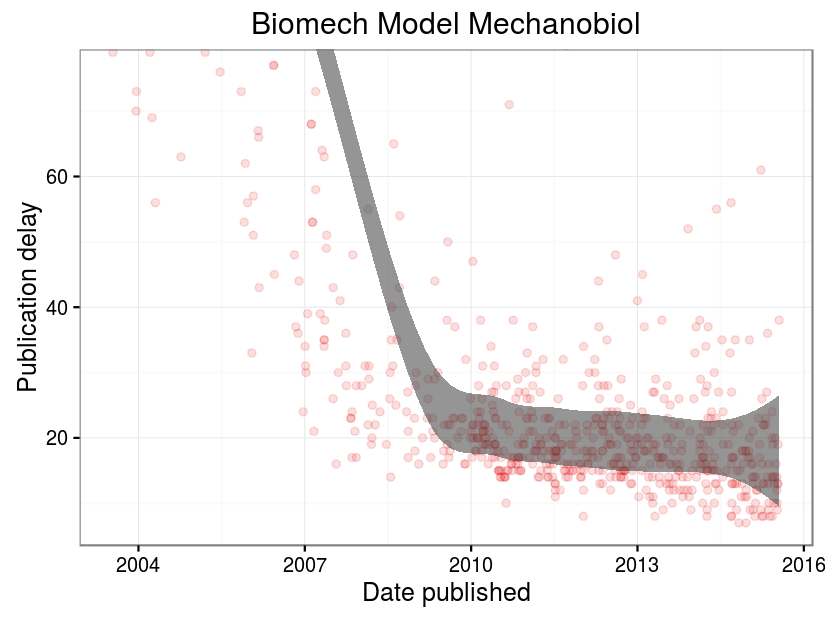 Biomech Model Mechanobiol
Publication delay
60
40
20
2004 2007 2010 2013 2016
Date published